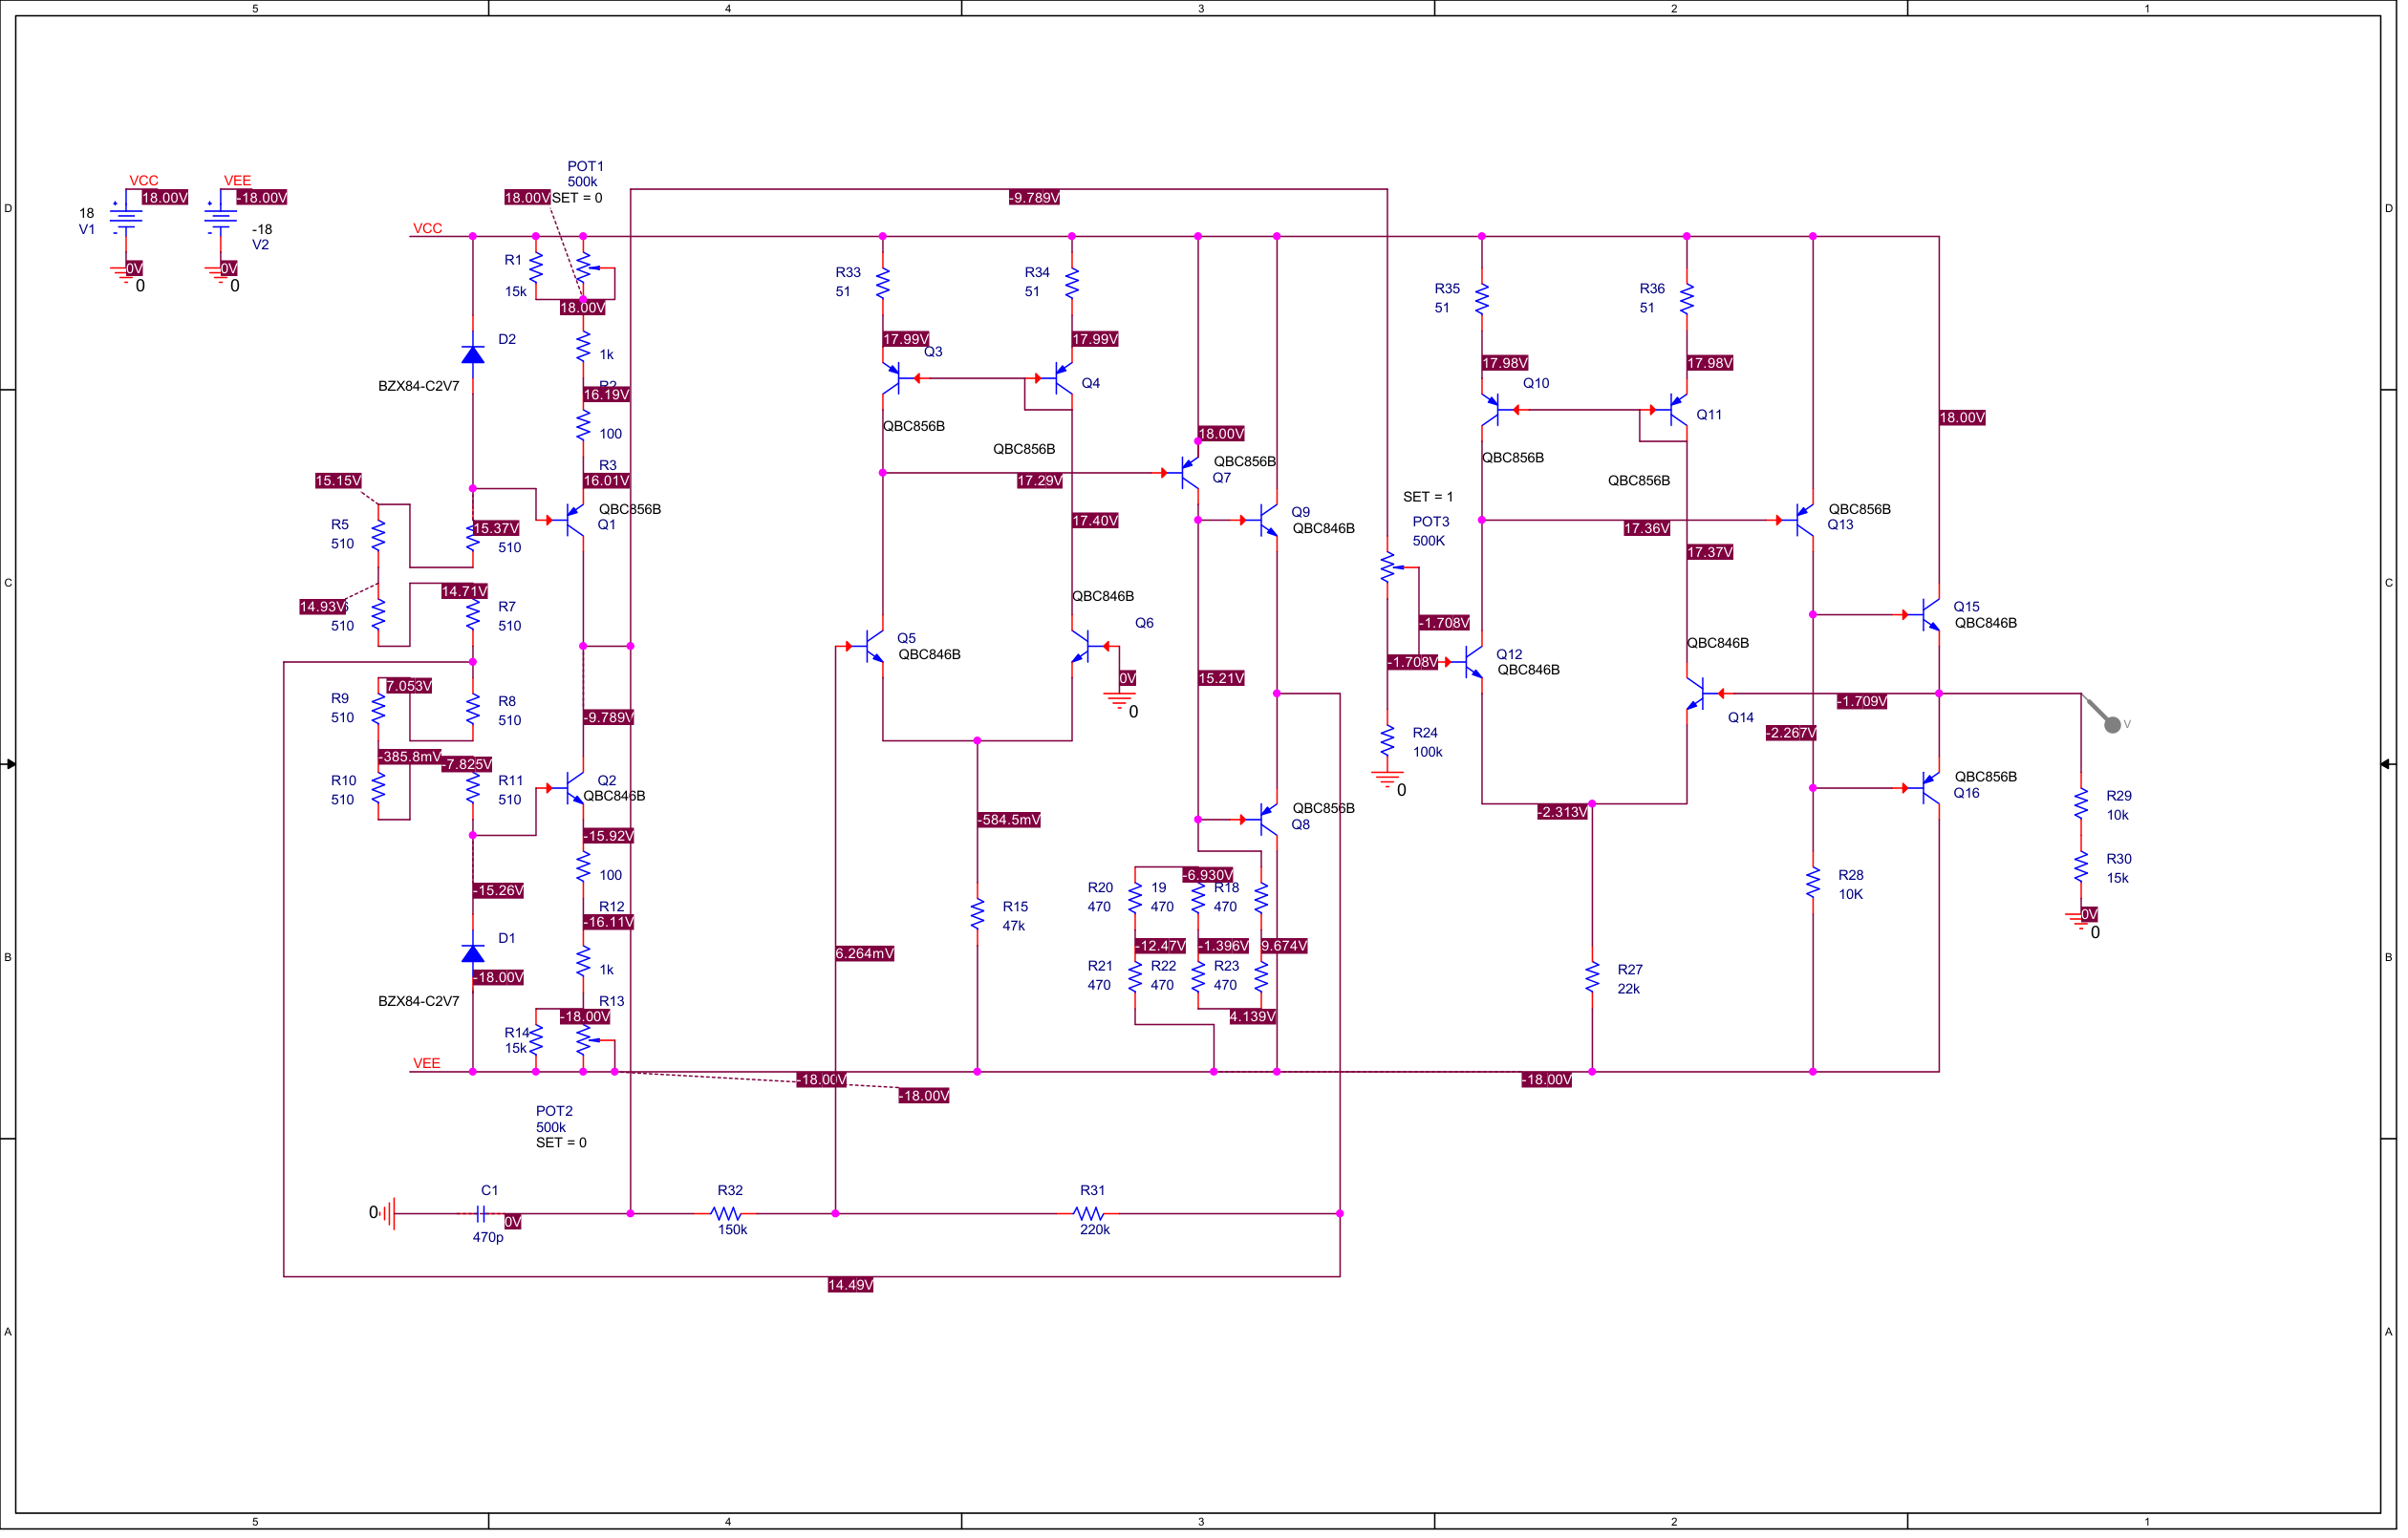 5 4 3 2 1
D D
C C
B B
A A
POT1
500k
18.00V SET = 0
VCC
18.00V
VEE
-18.00V
18
V1
-18
V2
0V
0
0V
0
-9.789V
VCC
R1
15k
18.00V
1k
R2
16.19V
100
R3
16.01V
QBC856B
Q1
D2
BZX84-C2V7
15.15V
R5
510
15.37V
510
14.93V
510
14.71V
R7
510
R9
510
7.053V
R8
510
-385.8mV
-7.825V
R10
510
R11
510
-9.789V
Q2
QBC846B
-15.92V
100
R12
-16.11V
-15.26V
D1
-18.00V
BZX84-C2V7
1k
R13
-18.00V
R14
15k
VEE
POT2
500k
SET = 0
-18.00V
-18.00V
-18.00V
R33
51
R34
51
17.99V
Q3
17.99V
Q4
QBC856B
QBC856B
17.29V
17.40V
QBC846B
Q5
QBC846B
Q6
0V
0
-584.5mV
R15
47k
6.264mV
18.00V
QBC856B
Q7
Q9
QBC846B
15.21V
QBC856B
Q8
-6.930V
R20
470
19
470
R18
470
-12.47V
-1.396V
9.674V
R21
470
R22
470
R23
470
4.139V
SET = 1
POT3
500K
-1.708V
-1.708V
R24
100k
0
R35
51
R36
51
17.98V
Q10
17.98V
Q11
QBC856B
QBC856B
17.36V
17.37V
QBC856B
Q13
18.00V
Q12
QBC846B
QBC846B
Q14
Q15
QBC846B
-1.709V
-2.267V
V
-2.313V
QBC856B
Q16
R27
22k
R28
10K
R29
10k
R30
15k
0V
0
0
C1
0V
470p
R32
150k
R31
220k
14.49V
5 4 3 2 1